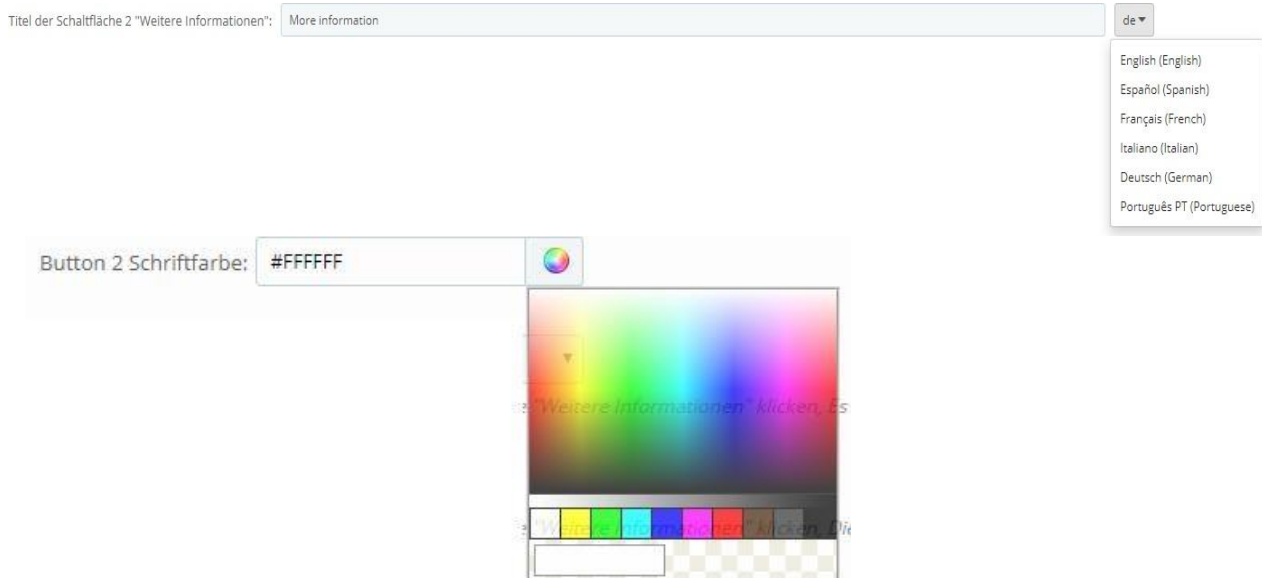 Titel der Schaltfläche 2 "Weitere Informationen": More information de
English (English)
Español (Spanish)
Français (French)
Italiano (Italian)
Deutsch (German)
Português PT (Portuguese)
Button 2 Schriftfarbe: #FFFFFF
"Weitere Informationen" klicken, Es
"Weitere Informationen" klicken, Die